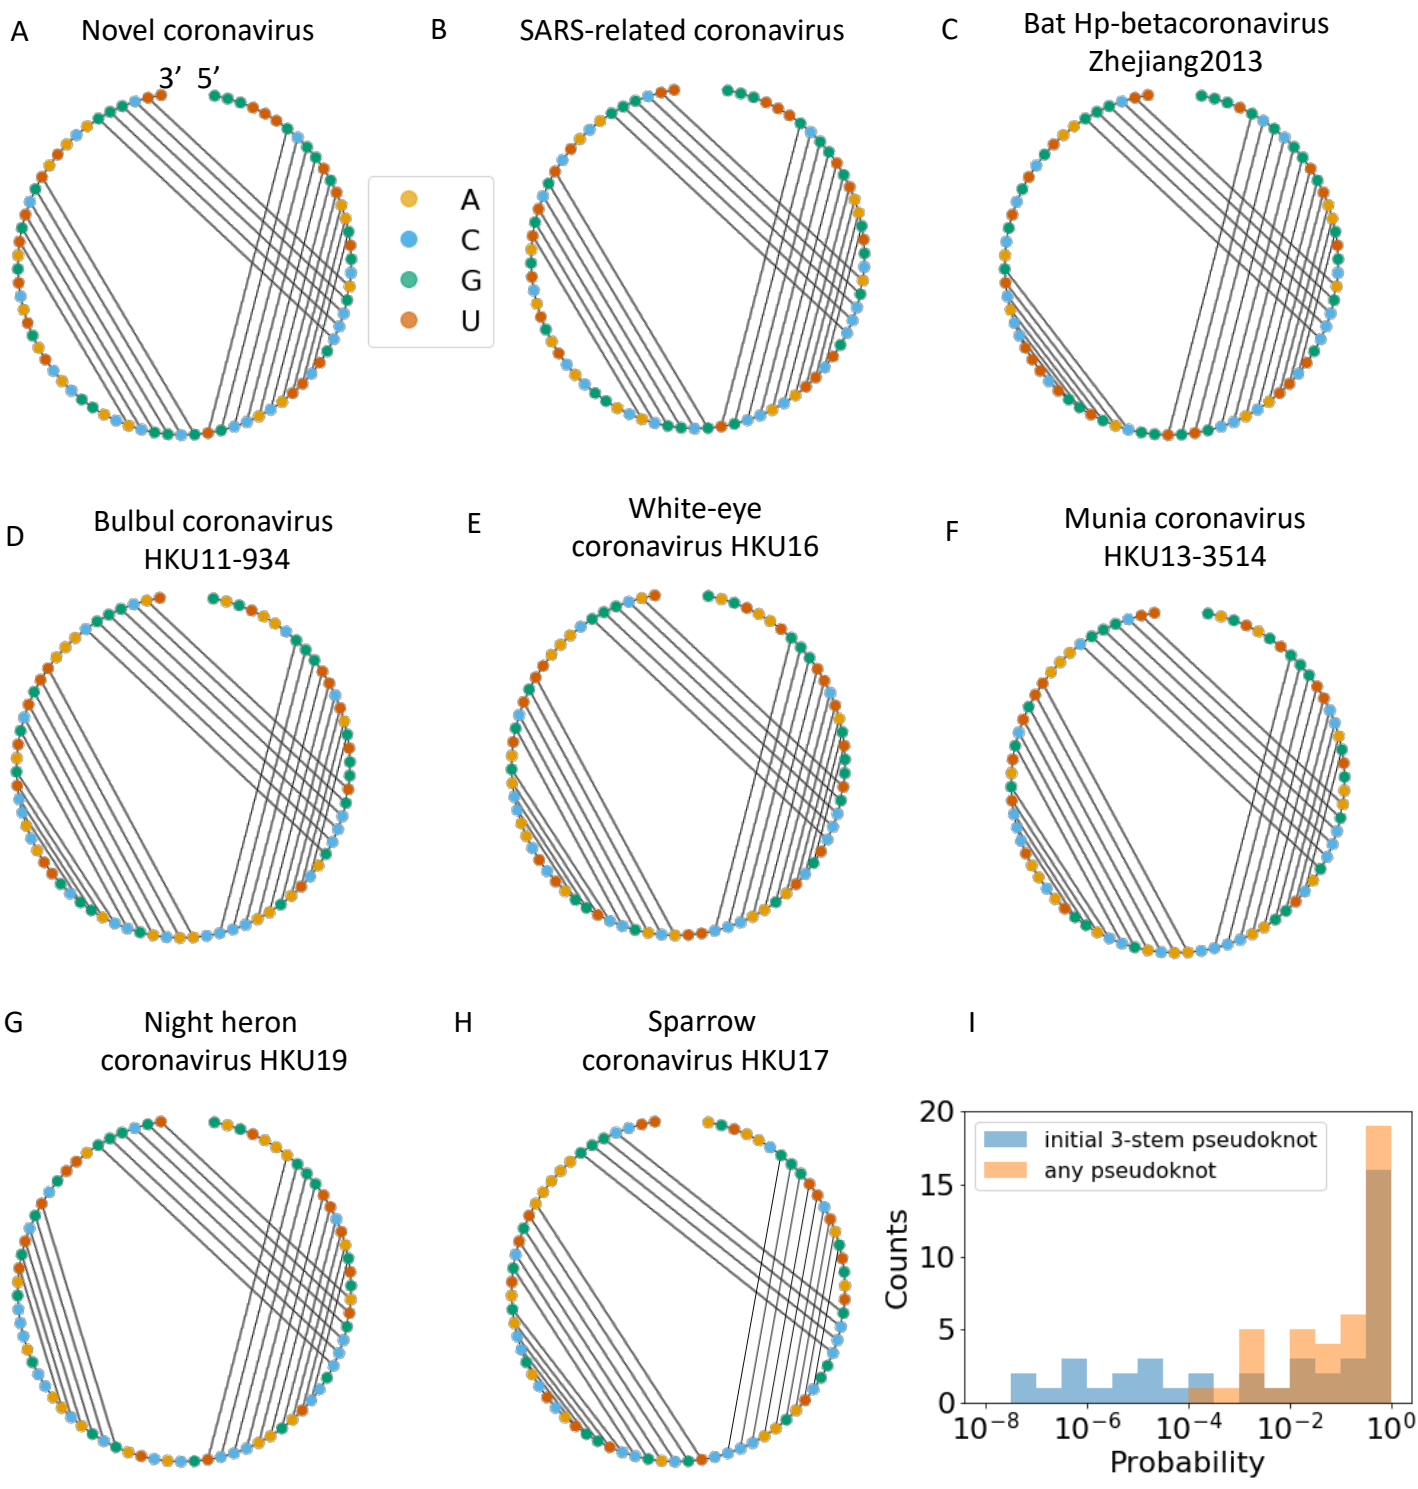 A Novel coronavirus
3’ 5’
B SARS-related coronavirus
C Bat Hp-betacoronavirus
Zhejiang2013
A
C
G
U
D Bulbul coronavirus
HKU11-934
E White-eye
coronavirus HKU16
F Munia coronavirus
HKU13-3514
G Night heron
coronavirus HKU19
H Sparrow
coronavirus HKU17
I
initial 3-stem pseudoknot
any pseudoknot
Counts
20
15
10
5
0
10⁻⁸ 10⁻⁶ 10⁻⁴ 10⁻² 10⁰
Probability